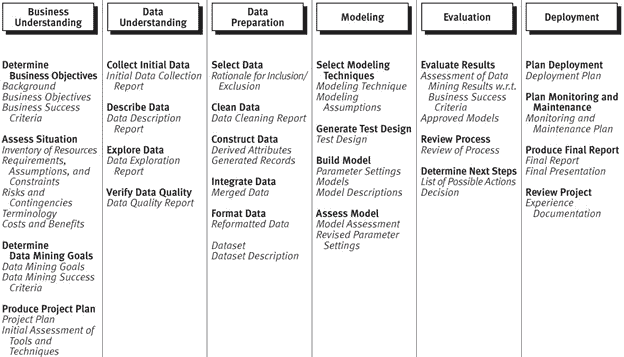 Business
Understanding
Determine
Business Objectives
Background
Business Objectives
Business Success
Criteria
Assess Situation
Inventory of Resources
Requirements,
Assumptions, and
Constraints
Risks and
Contingencies
Terminology
Costs and Benefits
Determine
Data Mining Goals
Data Mining Goals
Data Mining Success
Criteria
Produce Project Plan
Project Plan
Initial Assessment of
Tools and
Techniques
Data
Understanding
Collect Initial Data
Initial Data Collection
Report
Describe Data
Data Description
Report
Explore Data
Data Exploration
Report
Verify Data Quality
Data Quality Report
Data
Preparation
Select Data
Rationale for Inclusion/
Exclusion
Clean Data
Data Cleaning Report
Construct Data
Derived Attributes
Generated Records
Integrate Data
Merged Data
Format Data
Reformatted Data
Dataset
Dataset Description
Modeling
Select Modeling
Techniques
Modeling Technique
Modeling
Assumptions
Generate Test Design
Test Design
Build Model
Parameter Settings
Models
Model Descriptions
Assess Model
Model Assessment
Revised Parameter
Settings
Evaluation
Evaluate Results
Assessment of Data
Mining Results w.r.t.
Business Success
Criteria
Approved Models
Review Process
Review of Process
Determine Next Steps
List of Possible Actions
Decision
Deployment
Plan Deployment
Deployment Plan
Plan Monitoring and
Maintenance
Monitoring and
Maintenance Plan
Produce Final Report
Final Report
Final Presentation
Review Project
Experience
Documentation